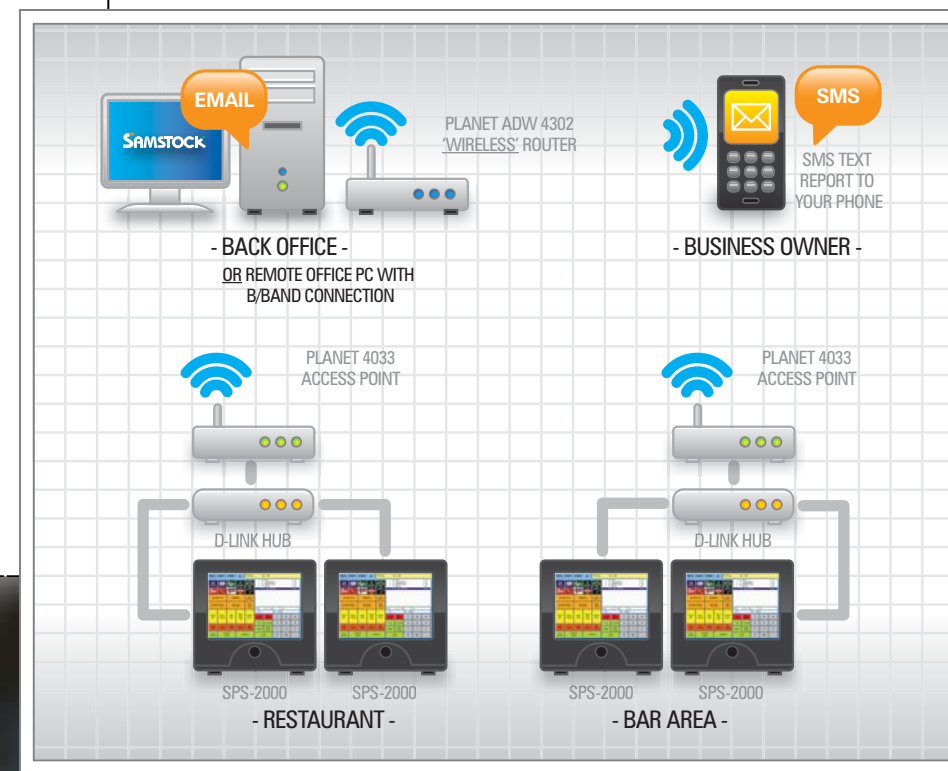 EMAIL
SAMSTOCK
PLANET ADW 4302
'WIRELESS' ROUTER
SMS
SMS TEXT
REPORT TO
YOUR PHONE
- BACK OFFICE -
OR REMOTE OFFICE PC WITH
B/BAND CONNECTION
- BUSINESS OWNER -
PLANET 4033
ACCESS POINT
PLANET 4033
ACCESS POINT
D-LINK HUB
D-LINK HUB
SPS-2000
SPS-2000
SPS-2000
SPS-2000
- RESTAURANT -
- BAR AREA -